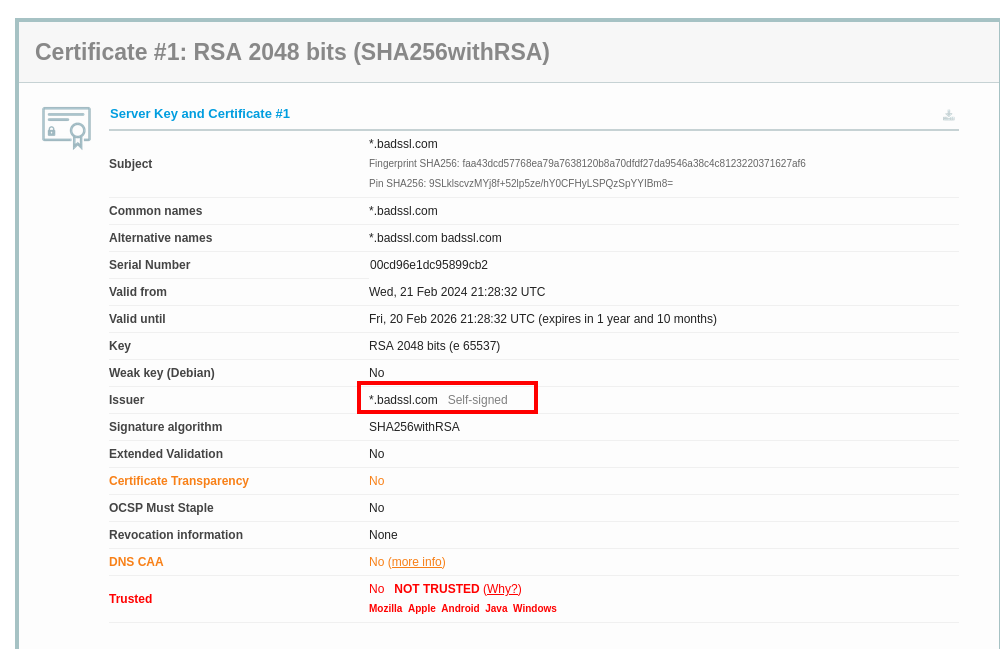 Certificate #1: RSA 2048 bits (SHA256withRSA)
Server Key and Certificate #1
Subject
*.badssl.com
Fingerprint SHA256: faa43dcd57768ea79a7638120b8a70dfdf27da9546a38c4c8123220371627af6
Pin SHA256: 9SLklscvzMYj8f+52lp5ze/hY0CFHyLSPQzSpYYIBm8=
Common names *.badssl.com
Alternative names *.badssl.com badssl.com
Serial Number 00cd96e1dc95899cb2
Valid from Wed, 21 Feb 2024 21:28:32 UTC
Valid until Fri, 20 Feb 2026 21:28:32 UTC (expires in 1 year and 10 months)
Key RSA 2048 bits (e 65537)
Weak key (Debian) No
Issuer *.badssl.com Self-signed
Signature algorithm SHA256withRSA
Extended Validation No
Certificate Transparency No
OCSP Must Staple No
Revocation information None
DNS CAA No (more info)
Trusted
No NOT TRUSTED (Why?)
Mozilla Apple Android Java Windows